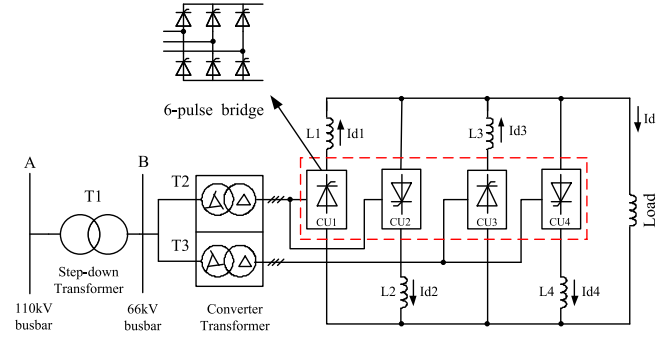 6-pulse bridge
L1
Id1
L3
Id3
Id
A
B
T1
T2
T3
CU1
CU2
CU3
CU4
Load
Step-down
Transformer
L2
Id2
L4
Id4
110kV
busbar
66kV
busbar
Converter
Transformer